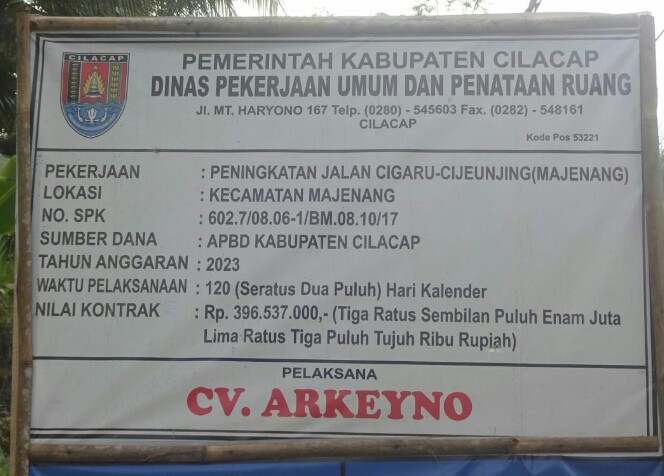 CILACAP
PEMERINTAH KABUPATEN CILACAP
DINAS PEKERJAAN UMUM DAN PENATAAN RUANG
Jl. MT. HARYONO 167 Telp. (0280) - 545603 Fax. (0282) - 548161
CILACAP
Kode Pos 53221
PEKERJAAN : PENINGKATAN JALAN CIGARU-CIJEUNJING(MAJENANG)
LOKASI : KECAMATAN MAJENANG
NO. SPK : 602.7/08.06-1/BM.08.10/17
SUMBER DANA : APBD KABUPATEN CILACAP
TAHUN ANGGARAN : 2023
WAKTU PELAKSANAAN : 120 (Seratus Dua Puluh) Hari Kalender
NILAI KONTRAK : Rp. 396.537.000,- (Tiga Ratus Sembilan Puluh Enam Juta
Lima Ratus Tiga Puluh Tujuh Ribu Rupiah)
PELAKSANA
CV. ARKEYNO